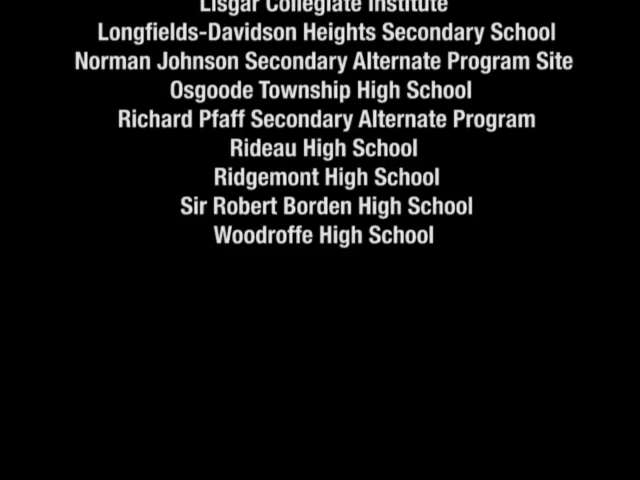 Lisgar Collegiate Institute
Longfields-Davidson Heights Secondary School
Norman Johnson Secondary Alternate Program Site
Osgoode Township High School
Richard Pfaff Secondary Alternate Program
Rideau High School
Ridgemont High School
Sir Robert Borden High School
Woodroffe High School